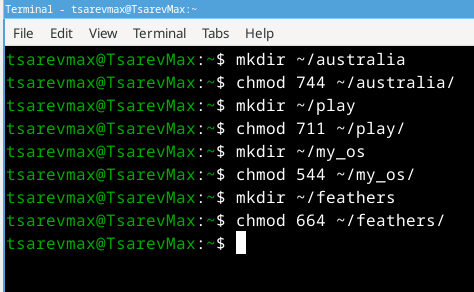 Terminal - tsarevmax@TsarevMax:~
File Edit View Terminal Tabs Help
tsarevmax@TsarevMax:~$ mkdir ~/australia
tsarevmax@TsarevMax:~$ chmod 744 ~/australia/
tsarevmax@TsarevMax:~$ mkdir ~/play
tsarevmax@TsarevMax:~$ chmod 711 ~/play/
tsarevmax@TsarevMax:~$ mkdir ~/my_os
tsarevmax@TsarevMax:~$ chmod 544 ~/my_os/
tsarevmax@TsarevMax:~$ mkdir ~/feathers
tsarevmax@TsarevMax:~$ chmod 664 ~/feathers/
tsarevmax@TsarevMax:~$